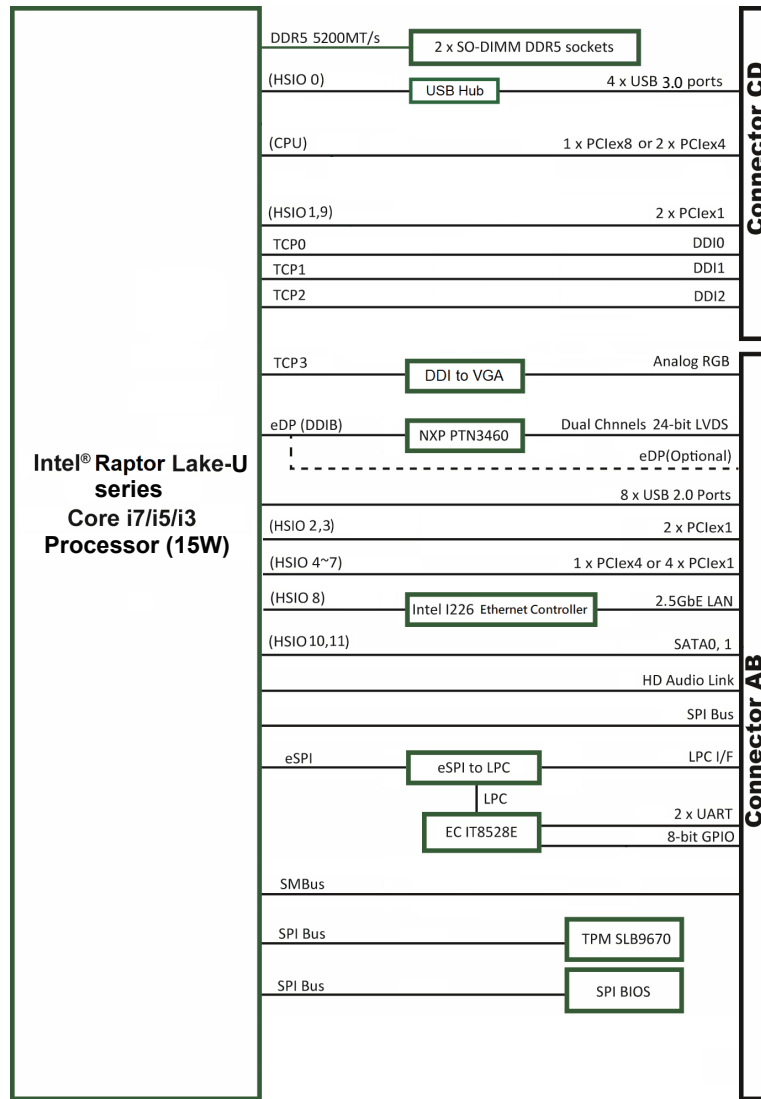 DDR5 5200MT/s
2 x SO-DIMM DDR5 sockets
(HSIO 0)
USB Hub
4 x USB 3.0 ports
(CPU)
1 x PCIex8 or 2 x PCIex4
(HSIO1,9)
2 x PCIex1
TCP0
DDI0
TCP1
DDI1
TCP2
DDI2
Connector CD
TCP3
DDI to VGA
Analog RGB
eDP (DDIB)
NXP PTN3460
Dual Chnnels 24-bit LVDS
eDP(Optional)
Intel® Raptor Lake-U
series
Core i7/i5/i3
Processor (15W)
8 x USB 2.0 Ports
(HSIO 2,3)
2 x PCIex1
(HSIO 4~7)
1 x PCIex4 or 4 x PCIex1
(HSIO 8)
Intel I226 Ethernet Controller
2.5GbE LAN
(HSIO10,11)
SATA0, 1
HD Audio Link
SPI Bus
eSPI
eSPI to LPC
LPC I/F
LPC
EC IT8528E
2 x UART
8-bit GPIO
Connector AB
SMBus
SPI Bus
TPM SLB9670
SPI Bus
SPI BIOS